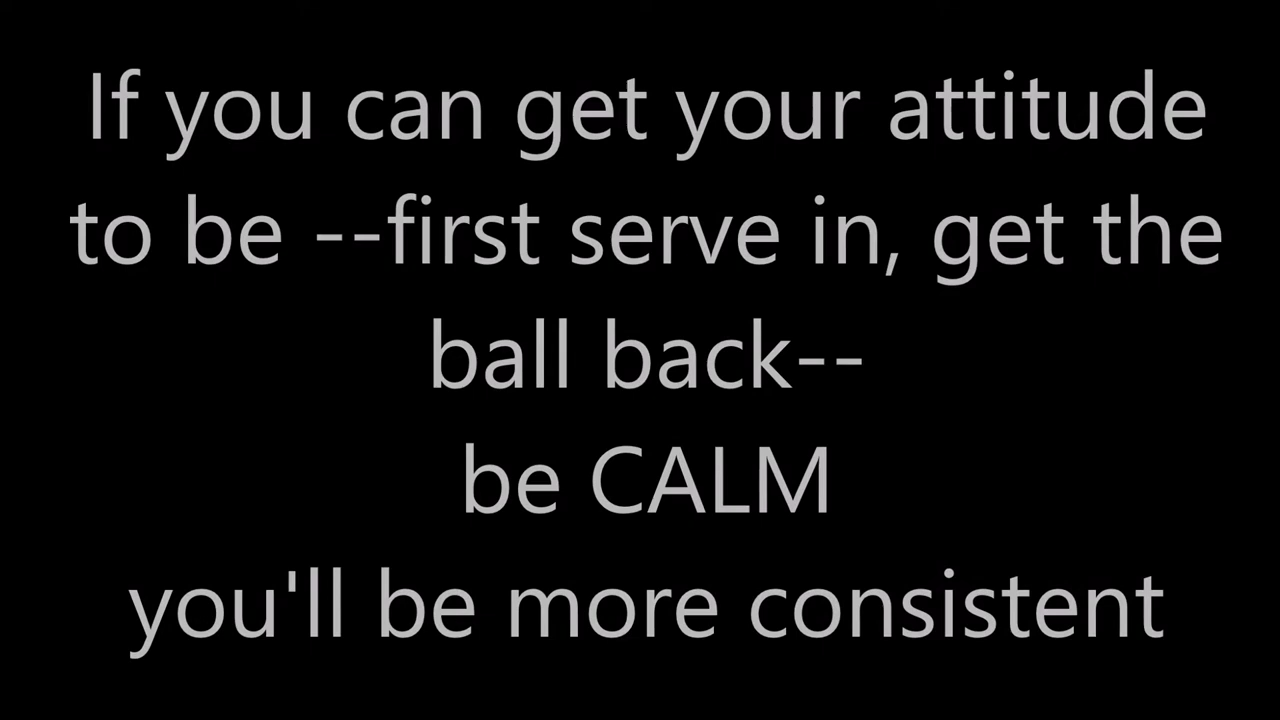 If you can get your attitude
to be --first serve in, get the
ball back--
be CALM
you'll be more consistent